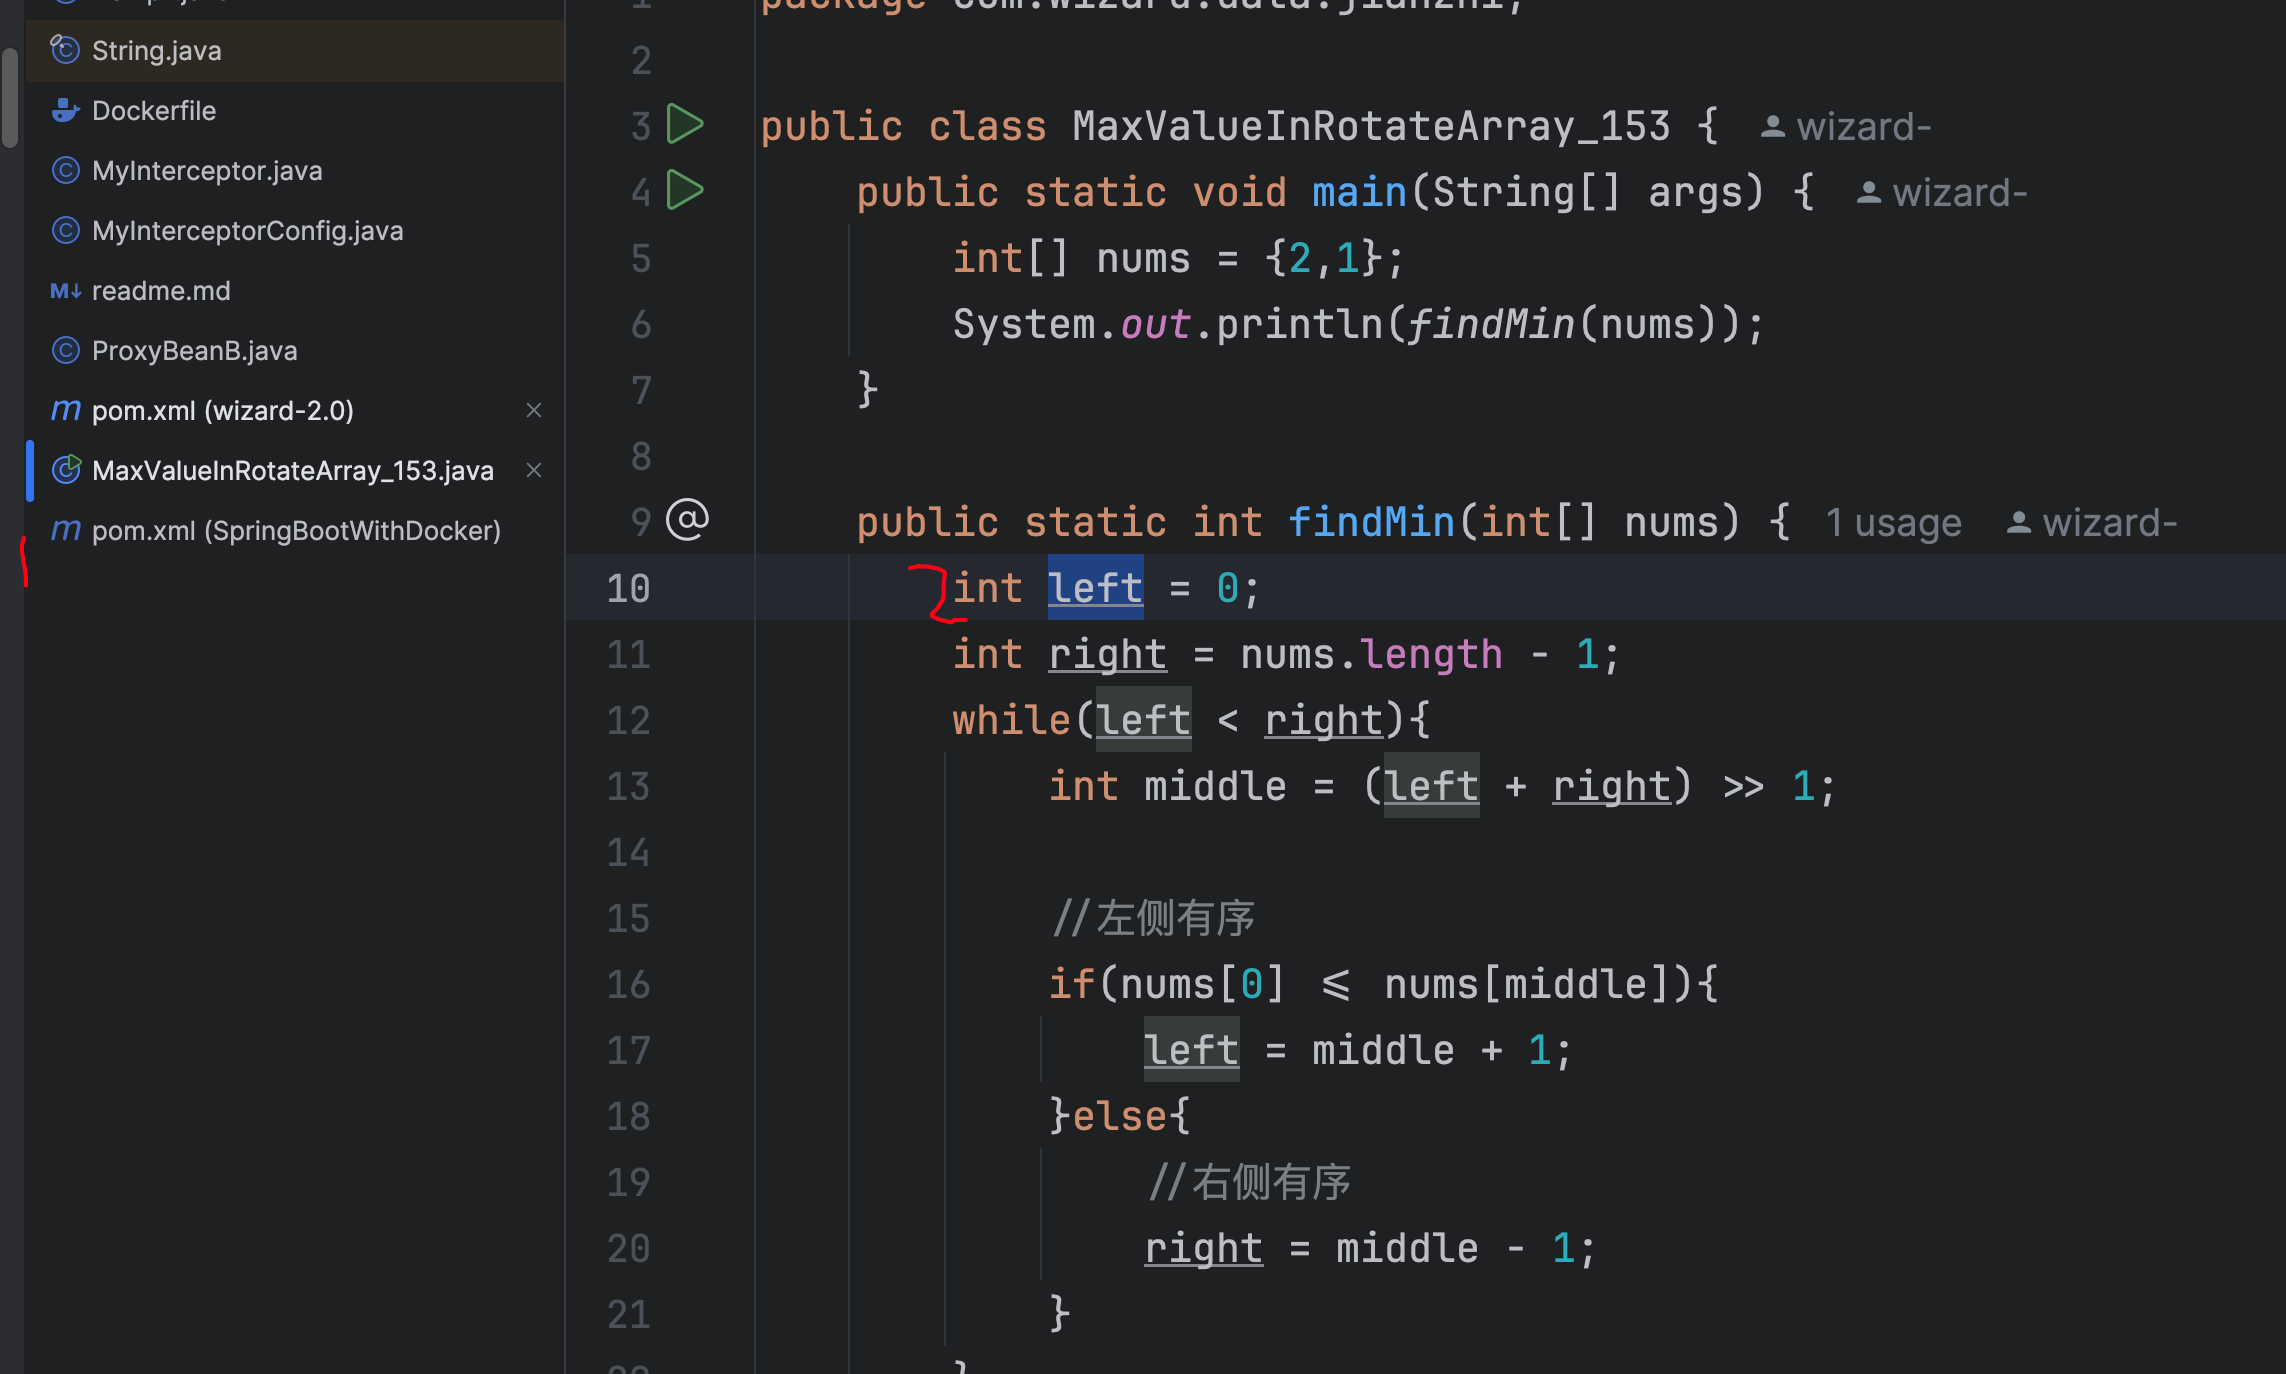 String.java
Dockerfile
MyInterceptor.java
MyInterceptorConfig.java
M↓ readme.md
ProxyBeanB.java
m pom.xml (wizard-2.0) ×
MaxValueInRotateArray_153.java ×
m pom.xml (SpringBootWithDocker)
1 package com.wizard.data.jianzhi;
2
3 public class MaxValueInRotateArray_153 { wizard-
4 public static void main(String[] args) { wizard-
5 int[] nums = {2,1};
6 System.out.println(findMin(nums));
7 }
8
9 @ public static int findMin(int[] nums) { 1 usage wizard-
10 int left = 0;
11 int right = nums.length - 1;
12 while(left < right){
13 int middle = (left + right) >> 1;
14
15 //左侧有序
16 if(nums[0] <= nums[middle]){
17 left = middle + 1;
18 }else{
19 //右侧有序
20 right = middle - 1;
21 }
22 }